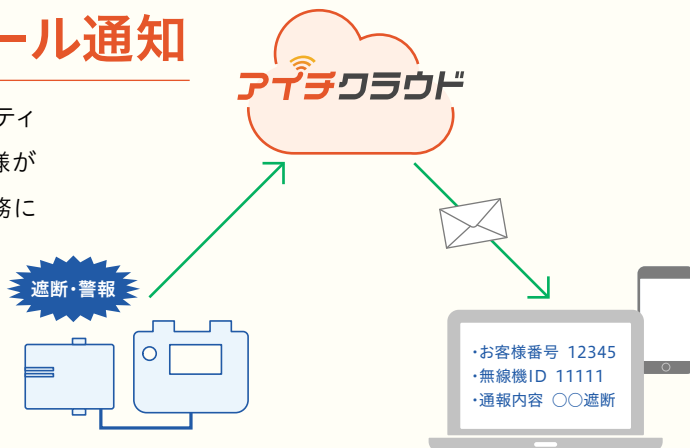 ール通知
アイチクラウド
ティ
様が
務に
遮断・警報
・お客様番号 12345
・無線機ID 11111
・通報内容 〇〇遮断